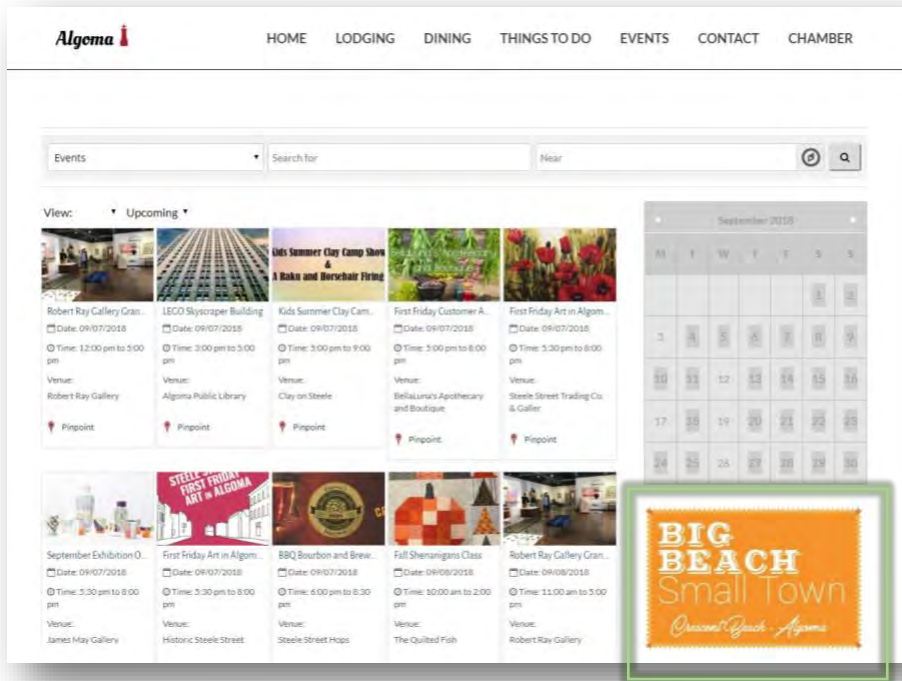 Algoma
HOME LODGING DINING THINGS TO DO EVENTS CONTACT CHAMBER
Events Search for Near
View: Upcoming
Kids Summer Clay Camp Show
&
A Raku and Horsehair Firing
BellaLuna's Apothecary
and Boutique
Robert Ray Gallery Gran...
Date: 09/07/2018
Time: 12:00 pm to 5:00
pm
Venue:
Robert Ray Gallery
Pinpoint
LEGO Skyscraper Building
Date: 09/07/2018
Time: 3:00 pm to 5:00
pm
Venue:
Algoma Public Library
Pinpoint
Kids Summer Clay Cam...
Date: 09/07/2018
Time: 5:00 pm to 9:00
pm
Venue:
Clay on Steele
Pinpoint
First Friday Customer A...
Date: 09/07/2018
Time: 5:00 pm to 8:00
pm
Venue:
BellaLuna's Apothecary
and Boutique
Pinpoint
First Friday Art in Algom...
Date: 09/07/2018
Time: 5:30 pm to 8:00
pm
Venue:
Steele Street Trading Co.
& Galler
Pinpoint
September 2018
M T W T F S S
1 2
3 4 5 6 7 8 9
10 11 12 13 14 15 16
17 18 19 20 21 22 23
24 25 26 27 28 29 30
September Exhibition O...
Date: 09/07/2018
Time: 5:30 pm to 8:00
pm
Venue:
James May Gallery
FIRST FRIDAY
ART IN ALGOMA
First Friday Art in Algom...
Date: 09/07/2018
Time: 5:30 pm to 8:00
pm
Venue:
Historic Steele Street
BBQ Bourbon and Brew...
Date: 09/07/2018
Time: 6:00 pm to 8:30
pm
Venue:
Steele Street Hops
Fall Shenanigans Class
Date: 09/08/2018
Time: 10:00 am to 2:00
pm
Venue:
The Quilted Fish
Robert Ray Gallery Gran...
Date: 09/08/2018
Time: 11:00 am to 5:00
pm
Venue:
Robert Ray Gallery
BIG
BEACH
Small Town
Crescent Beach - Algoma